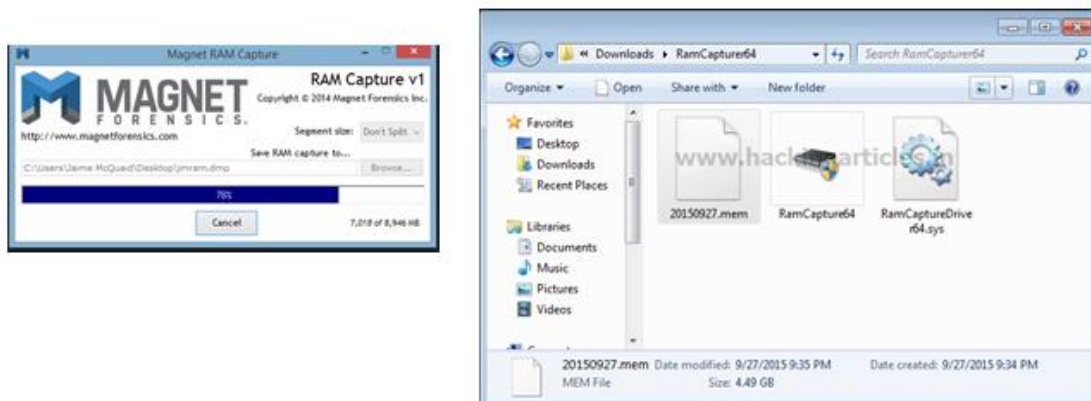 Magnet RAM Capture
MAGNET
FORENSICS.
RAM Capture v1
Copyright © 2014 Magnet Forensics Inc.
http://www.magnetforensics.com
Segment size: Don't Split
Save RAM capture to...
C:\Users\Jaime McQuaid\Desktop\jmram.dmp
Browse...
78%
Cancel
7,018 of 8,946 MB
« Downloads ▸ RamCapturer64
Search RamCapturer64
Organize
Open
Share with
New folder
Favorites
Desktop
Downloads
Recent Places
Libraries
Documents
Music
Pictures
Videos
www.hackingarticles.in
20150927.mem
RamCapture64
RamCaptureDrive
r64.sys
20150927.mem Date modified: 9/27/2015 9:35 PM Date created: 9/27/2015 9:34 PM
MEM File Size: 4.49 GB